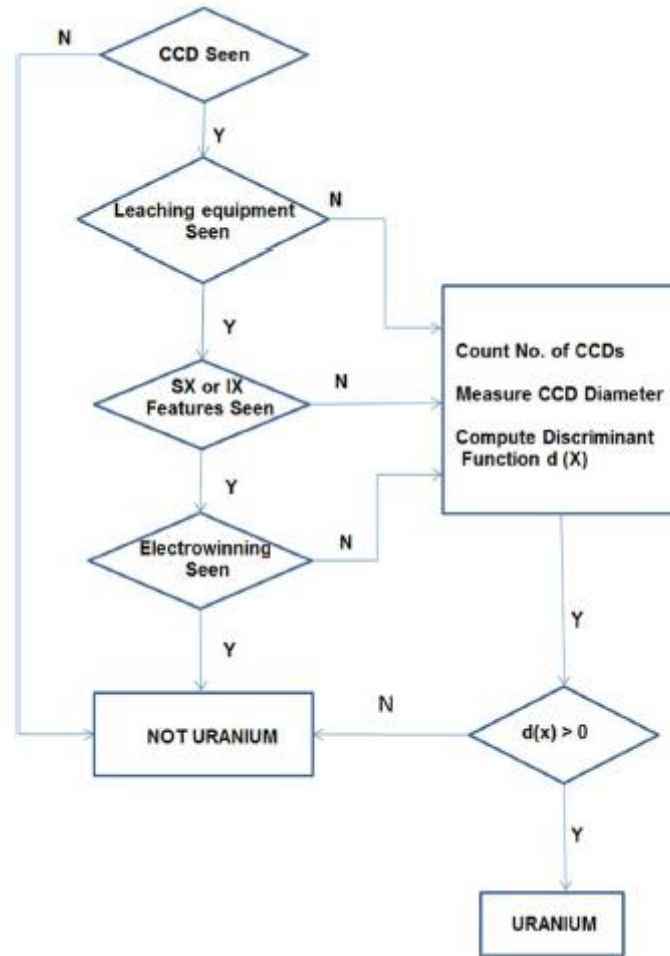 N
CCD Seen
Y
Leaching equipment
Seen
N
Y
SX or IX
Features Seen
N
Y
Electrowinning
Seen
N
Y
NOT URANIUM
Count No. of CCDs
Measure CCD Diameter
Compute Discriminant
Function d (X)
Y
d(x) > 0
N
Y
URANIUM